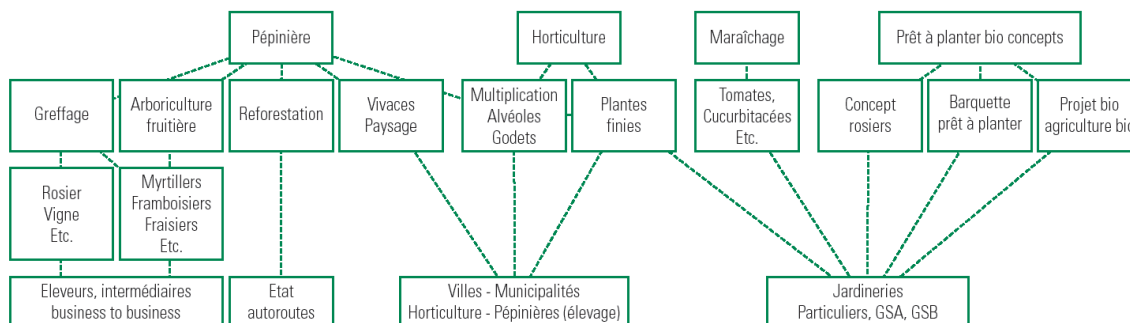 Pépinière
Horticulture
Maraîchage
Prêt à planter bio concepts
Greffage
Arboriculture
fruitière
Reforestation
Vivaces
Paysage
Multiplication
Alvéoles
Godets
Plantes
finies
Tomates,
Cucurbitacées
Etc.
Concept
rosiers
Barquette
prêt à planter
Projet bio
agriculture bio
Rosier
Vigne
Etc.
Myrtillers
Framboisiers
Fraisiers
Etc.
Eleveurs, intermédiaires
business to business
Etat
autoroutes
Villes - Municipalités
Horticulture - Pépinières (élevage)
Jardineries
Particuliers, GSA, GSB